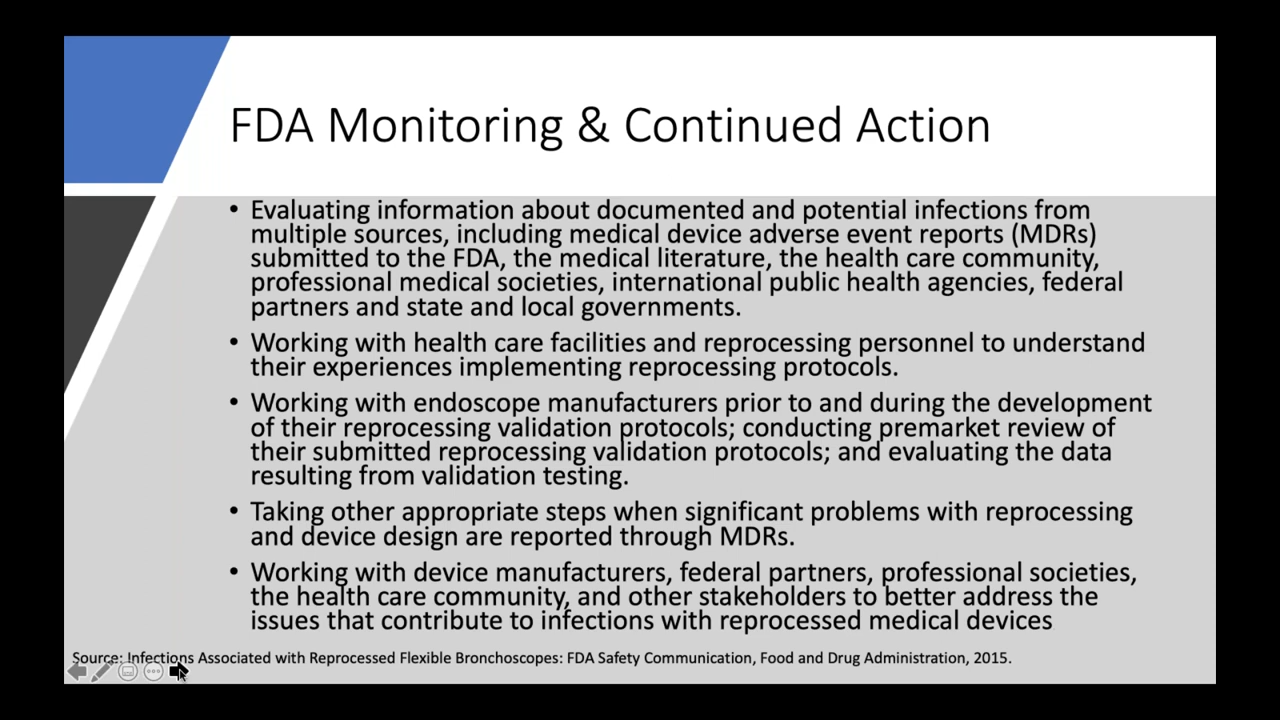 FDA Monitoring & Continued Action
• Evaluating information about documented and potential infections from
multiple sources, including medical device adverse event reports (MDRs)
submitted to the FDA, the medical literature, the health care community,
professional medical societies, international public health agencies, federal
partners and state and local governments.
• Working with health care facilities and reprocessing personnel to understand
their experiences implementing reprocessing protocols.
• Working with endoscope manufacturers prior to and during the development
of their reprocessing validation protocols; conducting premarket review of
their submitted reprocessing validation protocols; and evaluating the data
resulting from validation testing.
• Taking other appropriate steps when significant problems with reprocessing
and device design are reported through MDRs.
• Working with device manufacturers, federal partners, professional societies,
the health care community, and other stakeholders to better address the
issues that contribute to infections with reprocessed medical devices
Source: Infections Associated with Reprocessed Flexible Bronchoscopes: FDA Safety Communication, Food and Drug Administration, 2015.